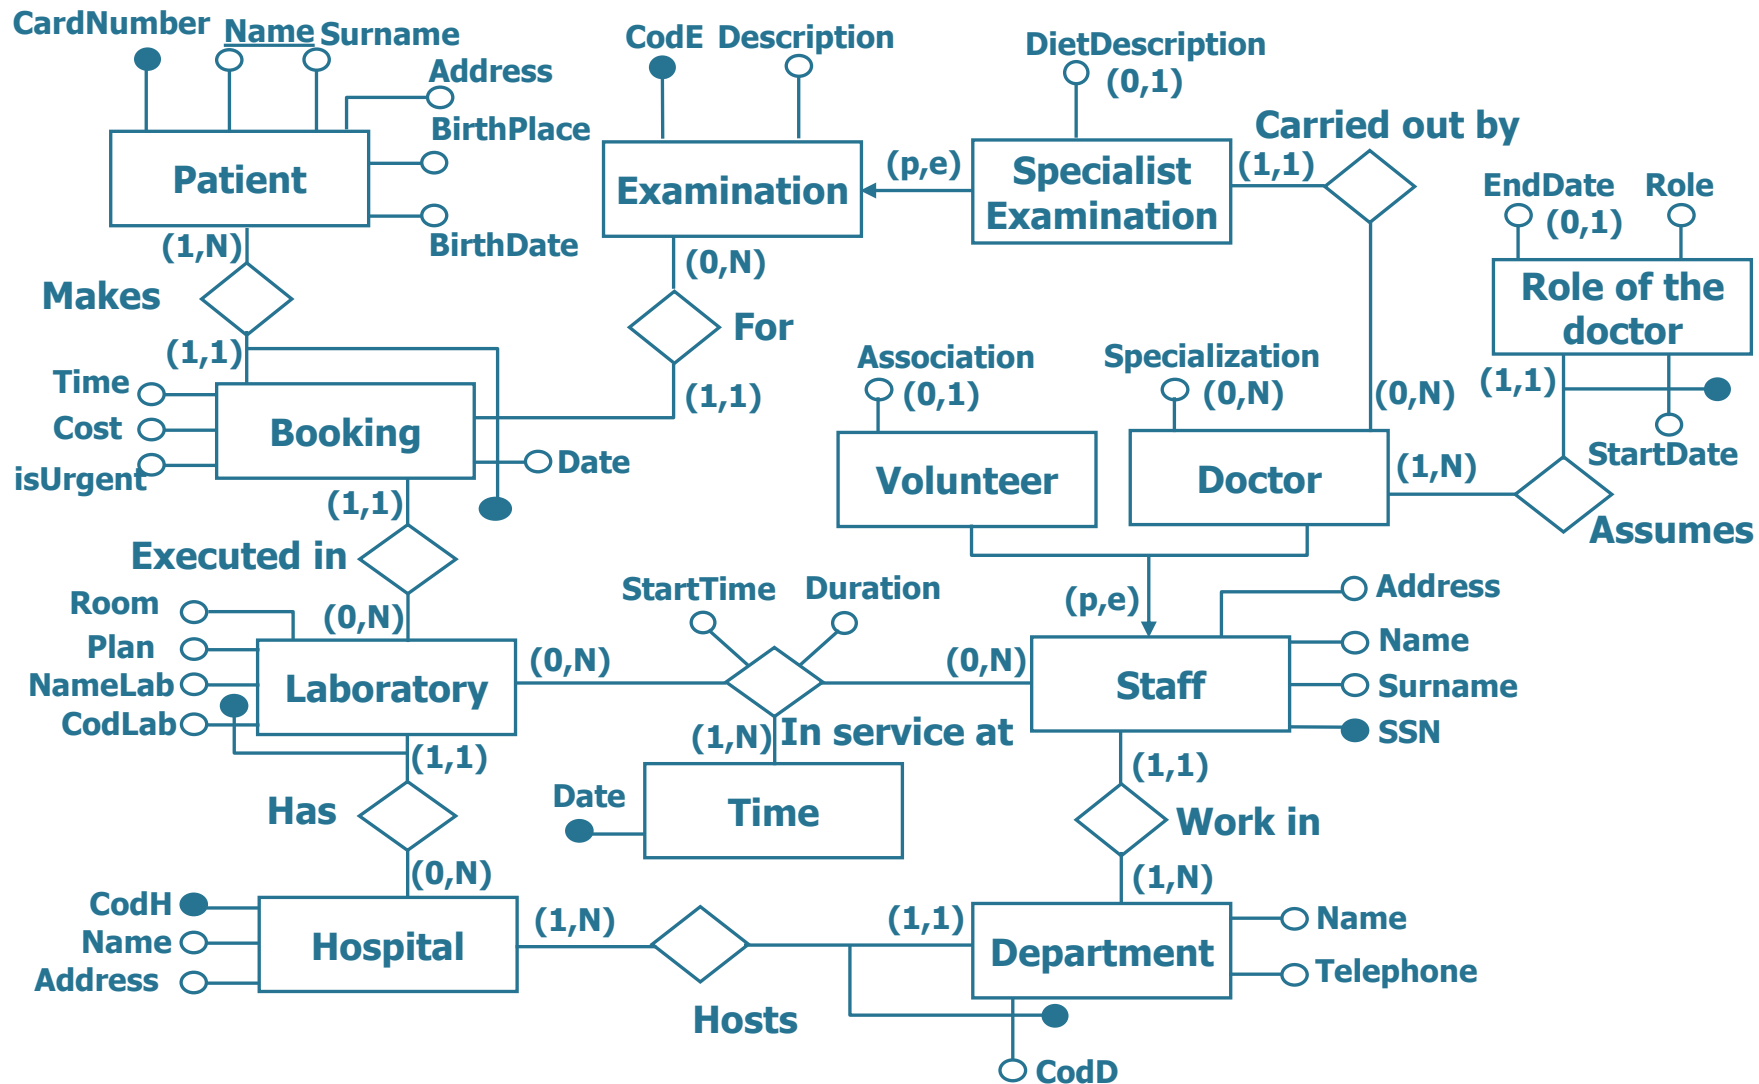 CardNumber
Name
Surname
Address
BirthPlace
BirthDate
Patient
(1,N)
Makes
(1,1)
Time
Cost
isUrgent
Booking
Date
(1,1)
Executed in
(0,N)
Room
Plan
NameLab
CodLab
Laboratory
(1,1)
Has
(0,N)
CodH
Name
Address
Hospital
(1,N)
Hosts
(1,1)
CodE
Description
Examination
(0,N)
For
(1,1)
(p,e)
DietDescription
(0,1)
Specialist
Examination
(1,1)
Carried out by
(0,N)
EndDate
(0,1)
Role
Role of the
doctor
(1,1)
StartDate
Assumes
(1,N)
Association
(0,1)
Volunteer
Specialization
(0,N)
Doctor
(p,e)
StartTime
Duration
(0,N)
(0,N)
(1,N)
In service at
Date
Time
Staff
Address
Name
Surname
SSN
(1,1)
Work in
(1,N)
Department
Name
Telephone
CodD